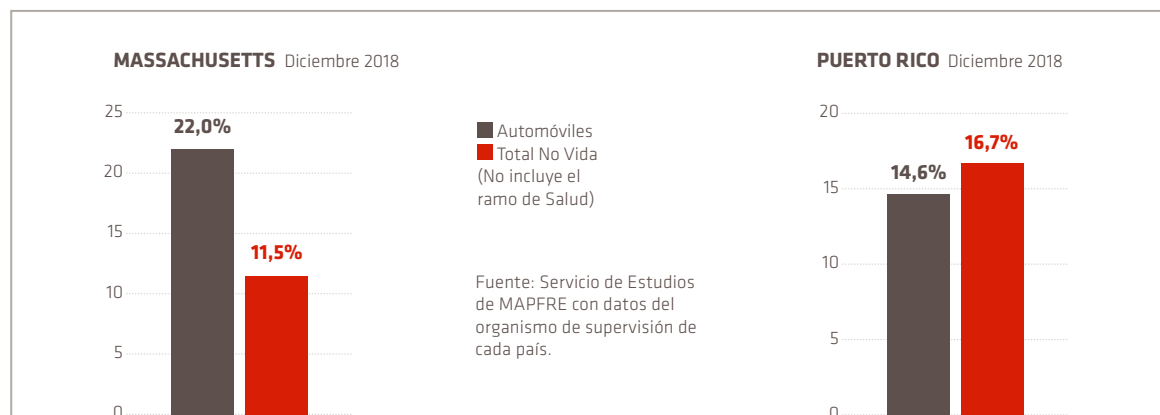 MASSACHUSETTS Diciembre 2018
25
20
15
10
5
0
22,0%
11,5%
Automóviles
Total No Vida
(No incluye el
ramo de Salud)
Fuente: Servicio de Estudios
de MAPFRE con datos del
organismo de supervisión de
cada país.
PUERTO RICO Diciembre 2018
20
15
10
5
0
14,6%
16,7%